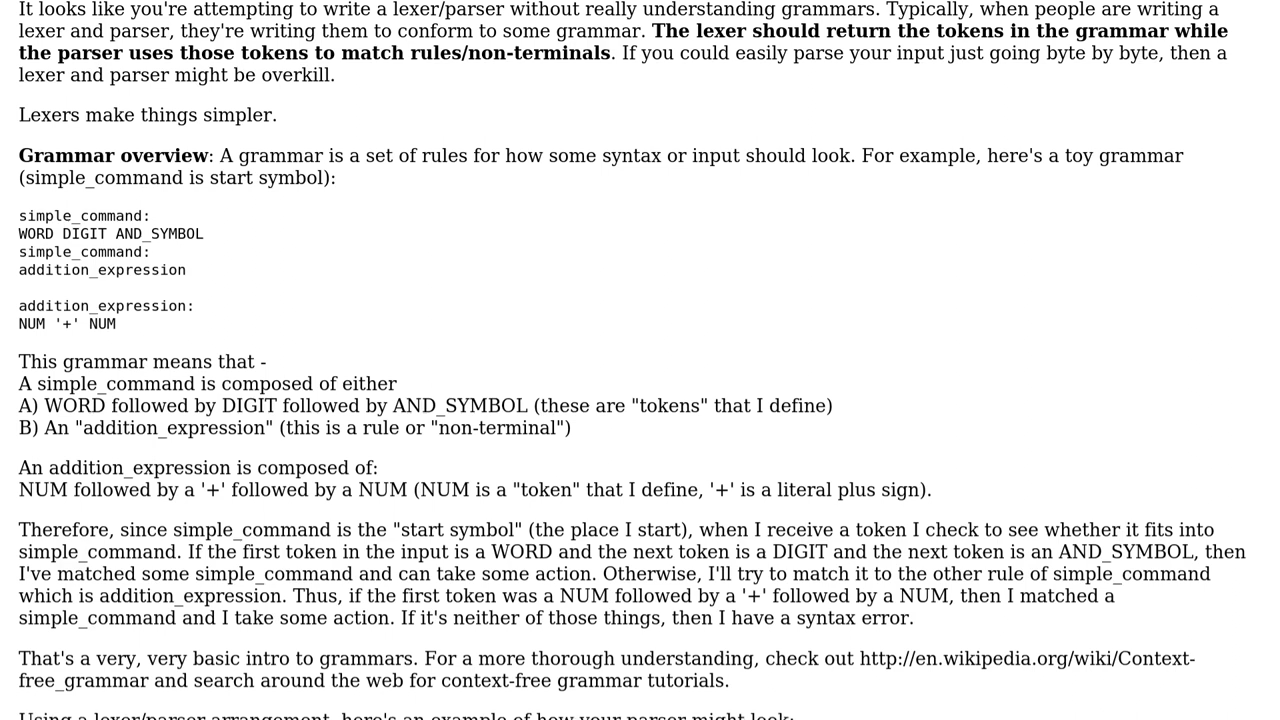 It looks like you're attempting to write a lexer/parser without really understanding grammars. Typically, when people are writing a
lexer and parser, they're writing them to conform to some grammar. The lexer should return the tokens in the grammar while
the parser uses those tokens to match rules/non-terminals. If you could easily parse your input just going byte by byte, then a
lexer and parser might be overkill.
Lexers make things simpler.
Grammar overview: A grammar is a set of rules for how some syntax or input should look. For example, here's a toy grammar
(simple_command is start symbol):
simple_command:
WORD DIGIT AND_SYMBOL
simple_command:
addition_expression
addition_expression:
NUM '+' NUM
This grammar means that -
A simple_command is composed of either
A) WORD followed by DIGIT followed by AND_SYMBOL (these are "tokens" that I define)
B) An "addition_expression" (this is a rule or "non-terminal")
An addition_expression is composed of:
NUM followed by a '+' followed by a NUM (NUM is a "token" that I define, '+' is a literal plus sign).
Therefore, since simple_command is the "start symbol" (the place I start), when I receive a token I check to see whether it fits into
simple_command. If the first token in the input is a WORD and the next token is a DIGIT and the next token is an AND_SYMBOL, then
I've matched some simple_command and can take some action. Otherwise, I'll try to match it to the other rule of simple_command
which is addition_expression. Thus, if the first token was a NUM followed by a '+' followed by a NUM, then I matched a
simple_command and I take some action. If it's neither of those things, then I have a syntax error.
That's a very, very basic intro to grammars. For a more thorough understanding, check out http://en.wikipedia.org/wiki/Context-
free_grammar and search around the web for context-free grammar tutorials.
Using a lexer/parser arrangement, here's an example of how your parser might look: